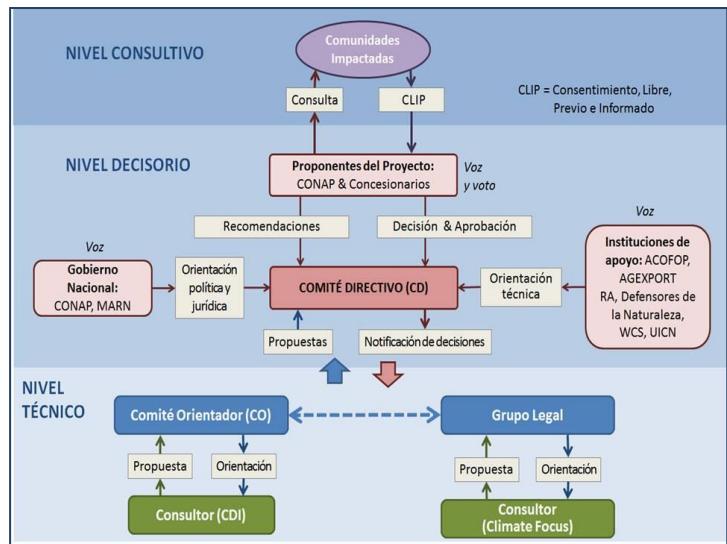 NIVEL CONSULTIVO
Comunidades
Impactadas
Consulta
CLIP
CLIP = Consentimiento, Libre,
Previo e Informado
NIVEL DECISORIO
Proponentes del Proyecto:
CONAP & Concesionarios
Voz
y voto
Recomendaciones
Decisión & Aprobación
Voz
Gobierno
Nacional:
CONAP, MARN
Orientación
política y
jurídica
COMITÉ DIRECTIVO (CD)
Orientación
técnica
Voz
Instituciones de
apoyo: ACOFOP,
AGEXPORT
RA, Defensores de
la Naturaleza,
WCS, UICN
Propuestas
Notificación de decisiones
NIVEL
TÉCNICO
Comité Orientador (CO)
Grupo Legal
Propuesta
Orientación
Propuesta
Orientación
Consultor (CDI)
Consultor
(Climate Focus)